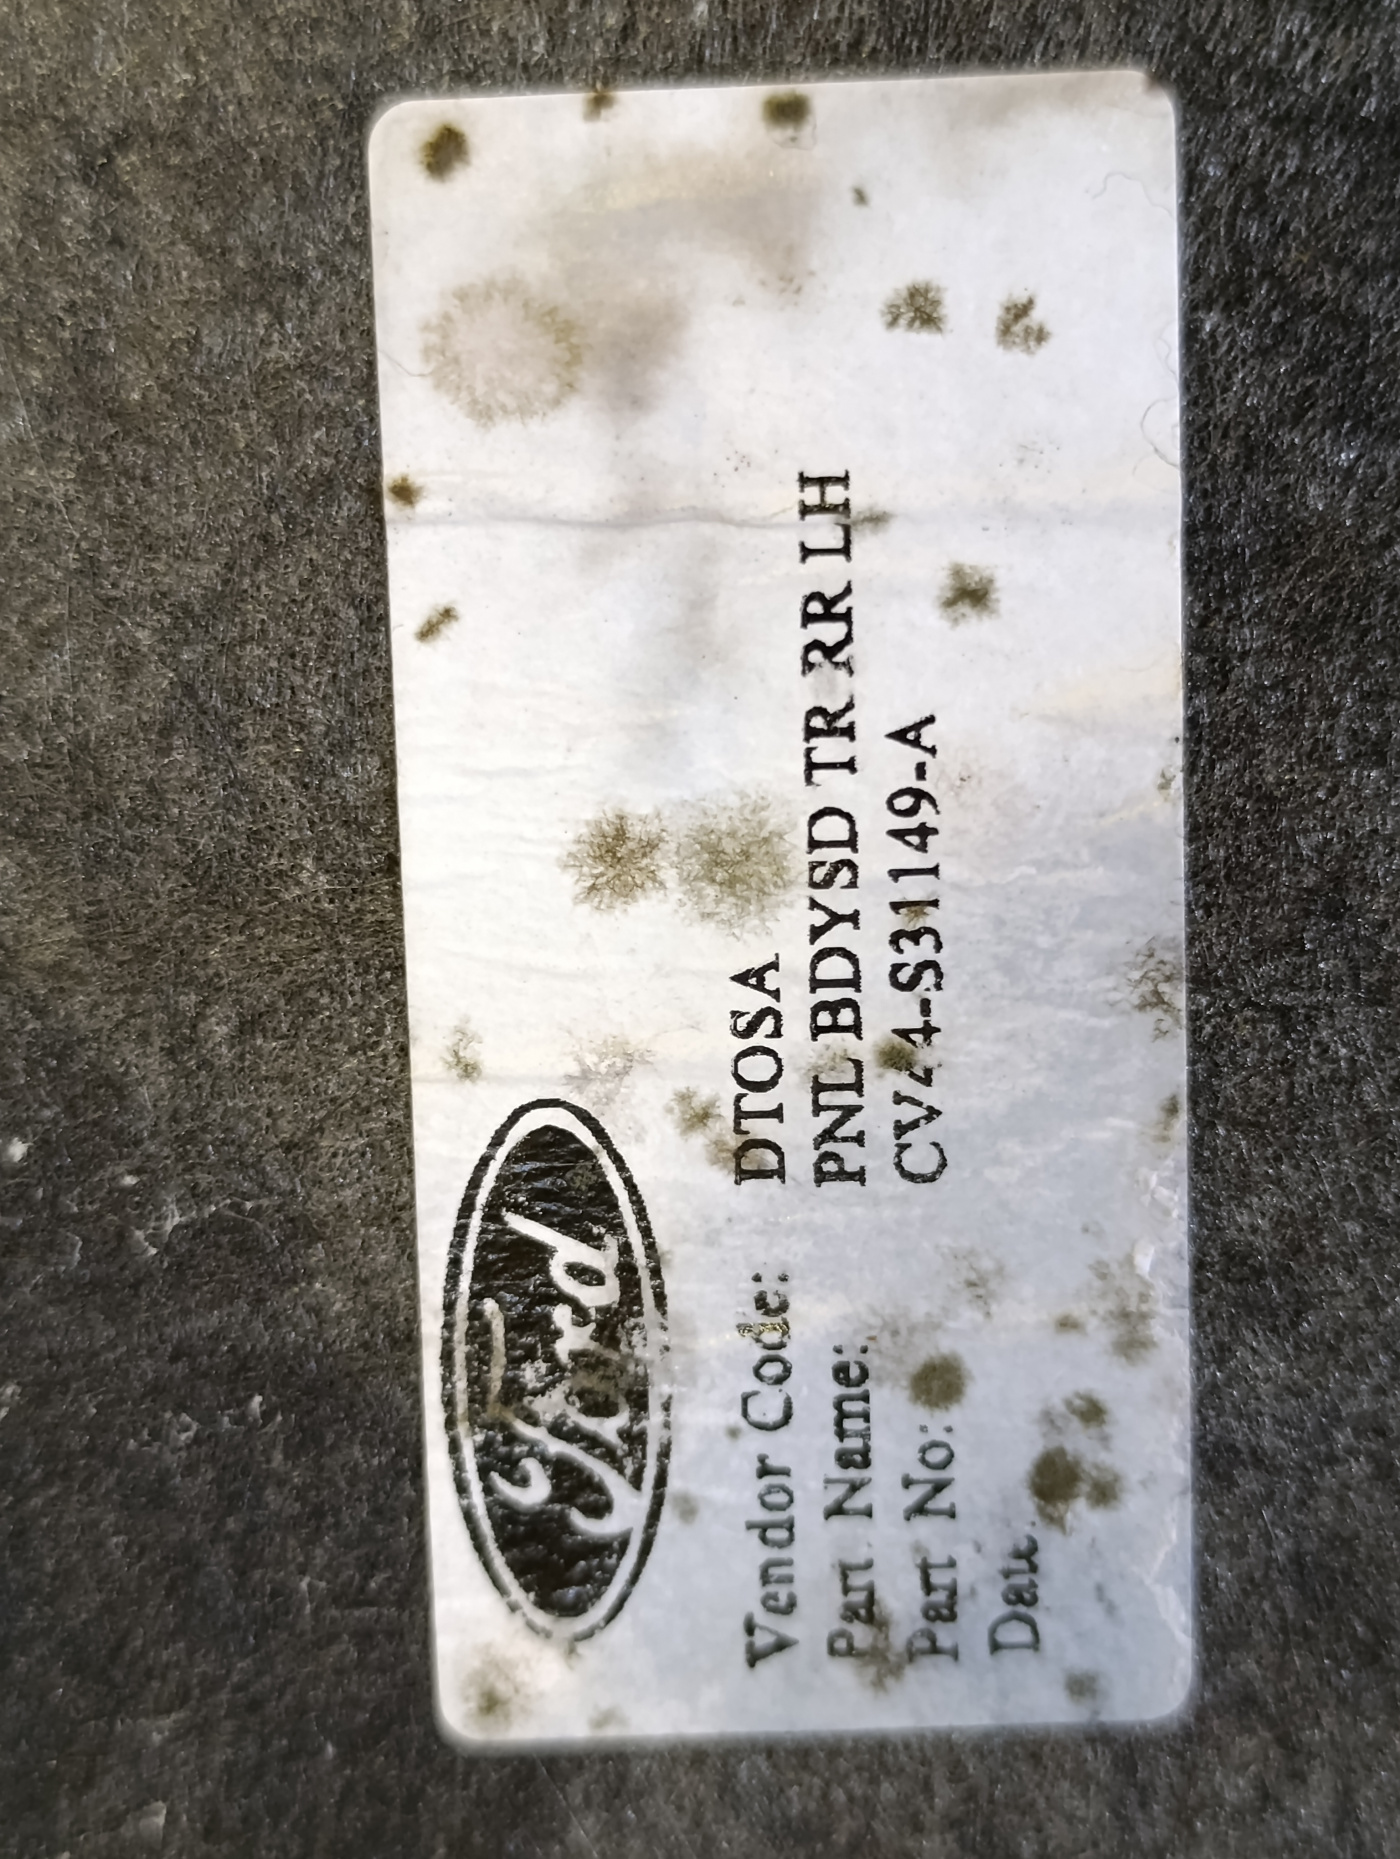 Ford
Vendor Code: DTOSA
Part Name: PNL BDYSD TR RR LH
Part No: CV44-S31149-A
Date